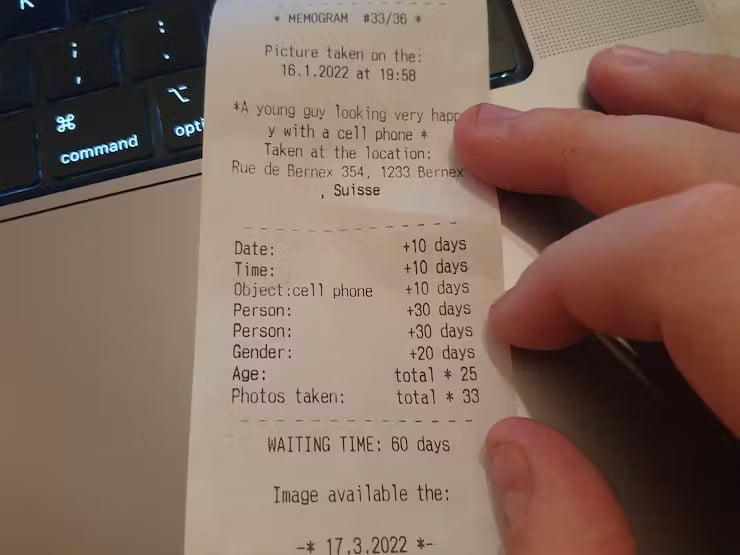 K
;
:
⌘
command
⌥
* MEMOGRAM #33/36 *
Picture taken on the:
16.1.2022 at 19:58
*A young guy looking very happ
y with a cell phone *
Taken at the location:
Rue de Bernex 354, 1233 Bernex
, Suisse
Date: +10 days
Time: +10 days
Object:cell phone +10 days
Person: +30 days
Person: +30 days
Gender: +20 days
Age: total * 25
Photos taken: total * 33
WAITING TIME: 60 days
Image available the:
-* 17.3.2022 *-